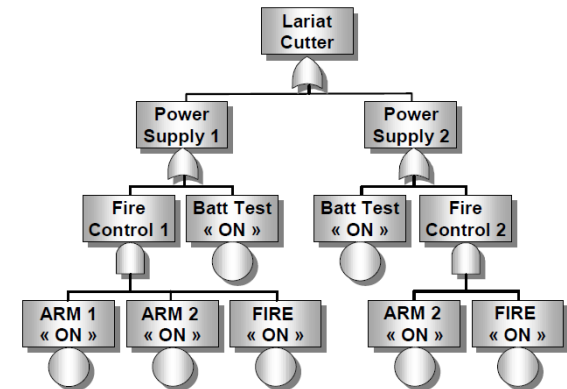 Lariat
Cutter
Power
Supply 1
Power
Supply 2
Fire
Control 1
Batt Test
« ON »
Batt Test
« ON »
Fire
Control 2
ARM 1
« ON »
ARM 2
« ON »
FIRE
« ON »
ARM 2
« ON »
FIRE
« ON »